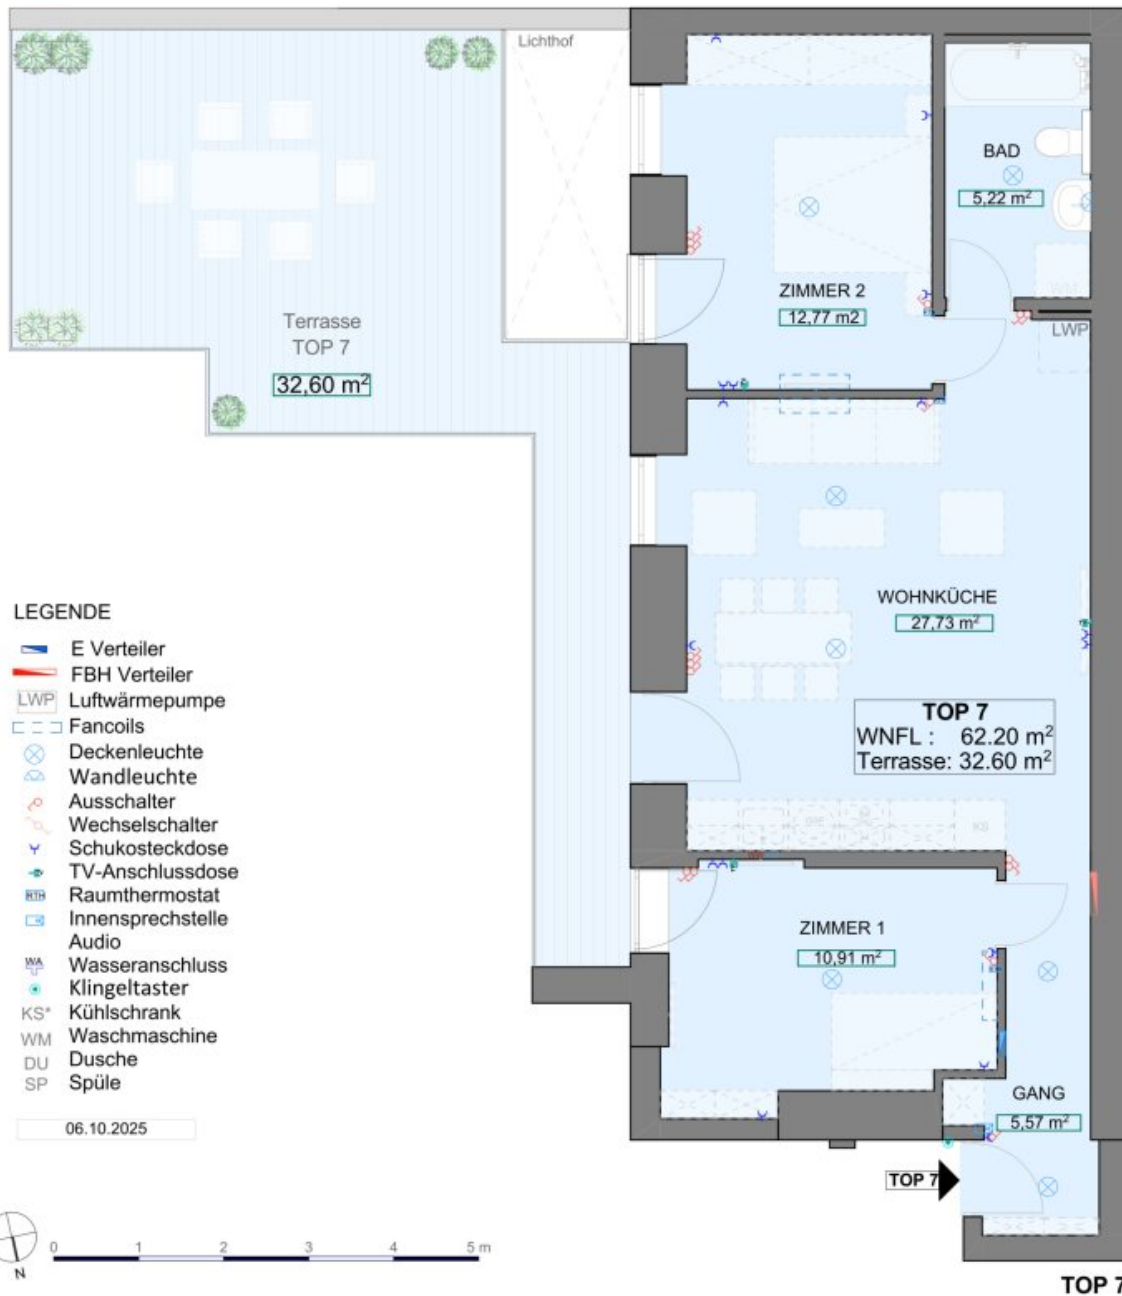 Lichthof
BAD
5,22 m²
WM
ZIMMER 2
12,77 m2
LWP
Terrasse
TOP 7
32,60 m²
WOHNKÜCHE
27,73 m²
TOP 7
WNFL : 62.20 m²
Terrasse: 32.60 m²
KS
ZIMMER 1
10,91 m²
GANG
5,57 m²
TOP 7
LEGENDE
E Verteiler
FBH Verteiler
LWP Luftwärmepumpe
Fancoils
Deckenleuchte
Wandleuchte
Ausschalter
Wechselschalter
Schukosteckdose
TV-Anschlussdose
RTH Raumthermostat
Innensprechstelle
Audio
WA Wasseranschluss
Klingeltaster
KS* Kühlschrank
WM Waschmaschine
DU Dusche
SP Spüle
06.10.2025
N
0 1 2 3 4 5 m
TOP 7